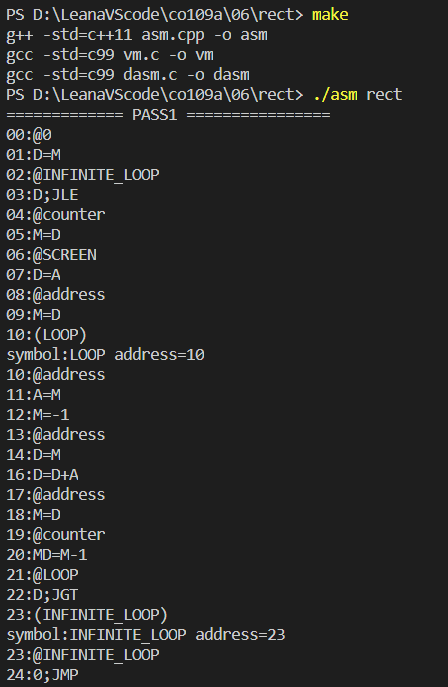 PS D:\LeanaVScode\co109a\06\rect> make
g++ -std=c++11 asm.cpp -o asm
gcc -std=c99 vm.c -o vm
gcc -std=c99 dasm.c -o dasm
PS D:\LeanaVScode\co109a\06\rect> ./asm rect
============= PASS1 ================
00:@0
01:D=M
02:@INFINITE_LOOP
03:D;JLE
04:@counter
05:M=D
06:@SCREEN
07:D=A
08:@address
09:M=D
10:(LOOP)
symbol:LOOP address=10
10:@address
11:A=M
12:M=-1
13:@address
14:D=M
16:D=D+A
17:@address
18:M=D
19:@counter
20:MD=M-1
21:@LOOP
22:D;JGT
23:(INFINITE_LOOP)
symbol:INFINITE_LOOP address=23
23:@INFINITE_LOOP
24:0;JMP